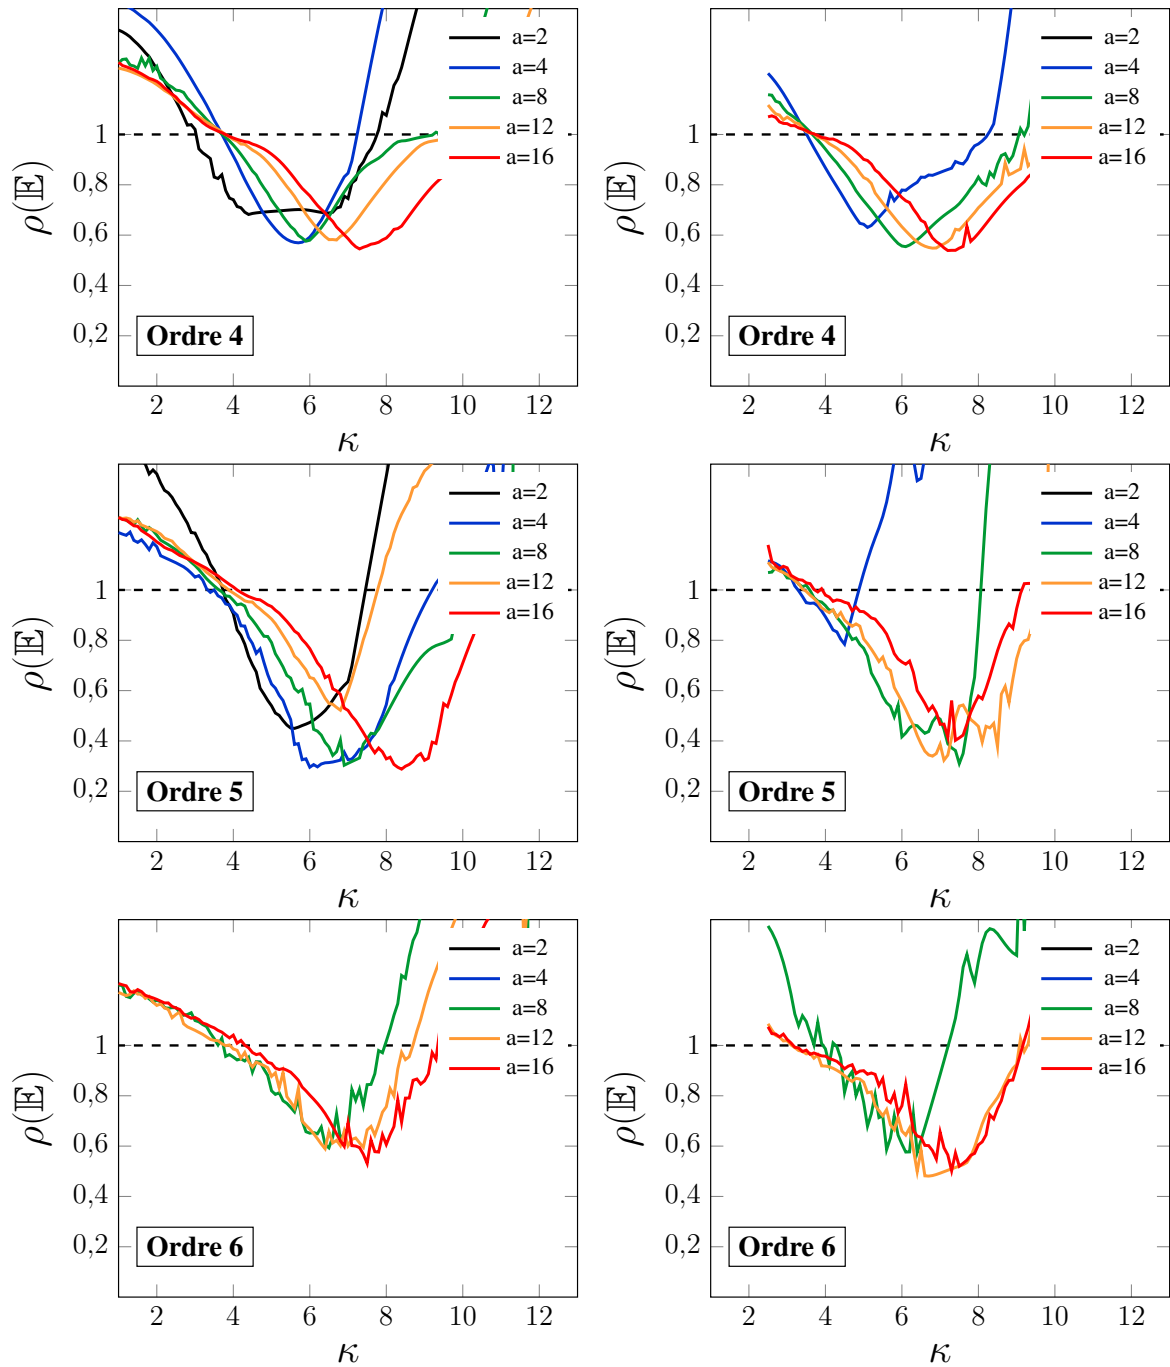 a=2
a=4
a=8
a=12
a=16
1
0,8
0,6
0,4
0,2
ρ(𝔼)
Ordre 4
2 4 6 8 10 12
κ
a=2
a=4
a=8
a=12
a=16
1
0,8
0,6
0,4
0,2
ρ(𝔼)
Ordre 4
2 4 6 8 10 12
κ
a=2
a=4
a=8
a=12
a=16
1
0,8
0,6
0,4
0,2
ρ(𝔼)
Ordre 5
2 4 6 8 10 12
κ
a=2
a=4
a=8
a=12
a=16
1
0,8
0,6
0,4
0,2
ρ(𝔼)
Ordre 5
2 4 6 8 10 12
κ
a=2
a=4
a=8
a=12
a=16
1
0,8
0,6
0,4
0,2
ρ(𝔼)
Ordre 6
2 4 6 8 10 12
κ
a=2
a=4
a=8
a=12
a=16
1
0,8
0,6
0,4
0,2
ρ(𝔼)
Ordre 6
2 4 6 8 10 12
κ